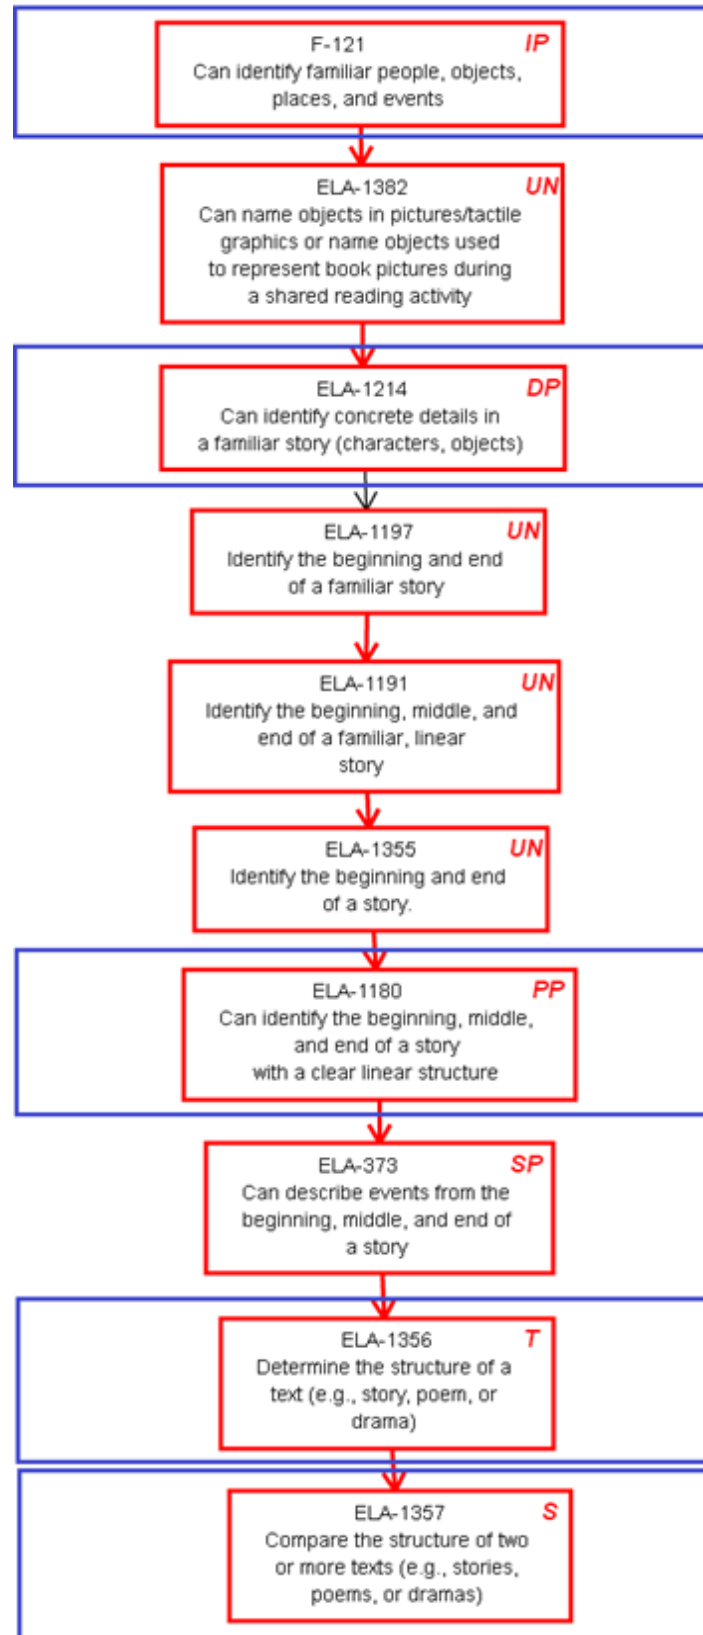 F-121 IP
Can identify familiar people, objects,
places, and events
ELA-1382 UN
Can name objects in pictures/tactile
graphics or name objects used
to represent book pictures during
a shared reading activity
ELA-1214 DP
Can identify concrete details in
a familiar story (characters, objects)
ELA-1197 UN
Identify the beginning and end
of a familiar story
ELA-1191 UN
Identify the beginning, middle, and
end of a familiar, linear
story
ELA-1355 UN
Identify the beginning and end
of a story.
ELA-1180 PP
Can identify the beginning, middle,
and end of a story
with a clear linear structure
ELA-373 SP
Can describe events from the
beginning, middle, and end of
a story
ELA-1356 T
Determine the structure of a
text (e.g., story, poem, or
drama)
ELA-1357 S
Compare the structure of two
or more texts (e.g., stories,
poems, or dramas)